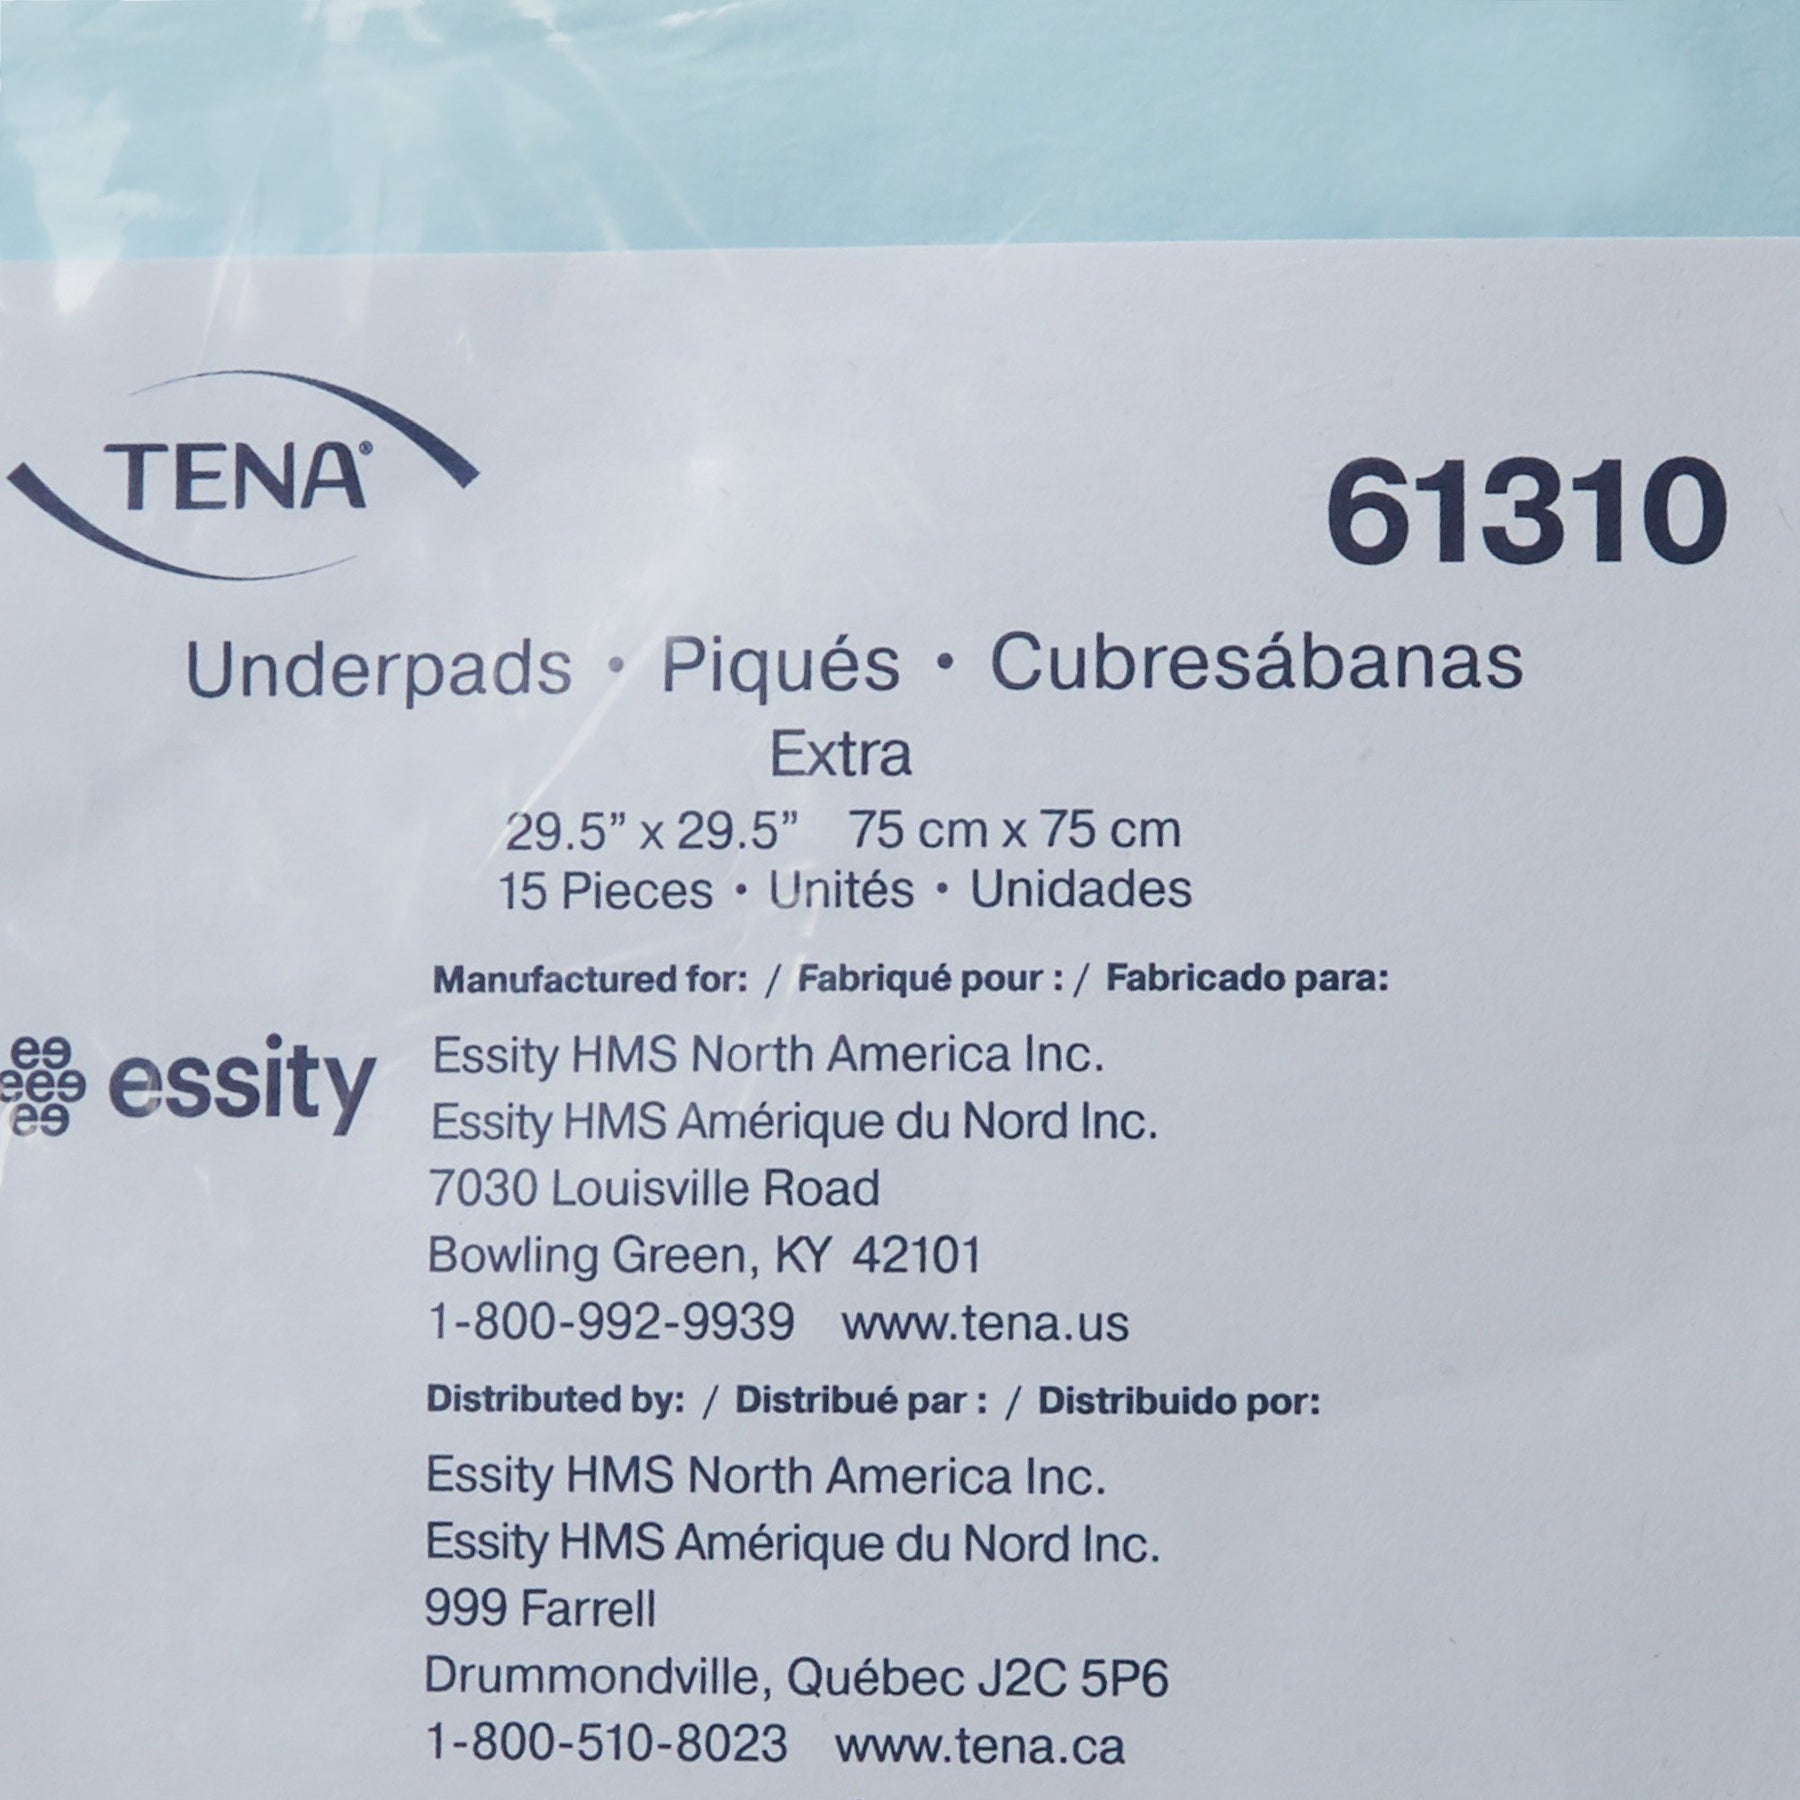 TENA®
61310
Underpads • Piqués • Cubresábanas
Extra
29.5” x 29.5” 75 cm x 75 cm
15 Pieces • Unités • Unidades
Manufactured for: / Fabriqué pour : / Fabricado para:
essity
Essity HMS North America Inc.
Essity HMS Amérique du Nord Inc.
7030 Louisville Road
Bowling Green, KY 42101
1-800-992-9939 www.tena.us
Distributed by: / Distribué par : / Distribuido por:
Essity HMS North America Inc.
Essity HMS Amérique du Nord Inc.
999 Farrell
Drummondville, Québec J2C 5P6
1-800-510-8023 www.tena.ca